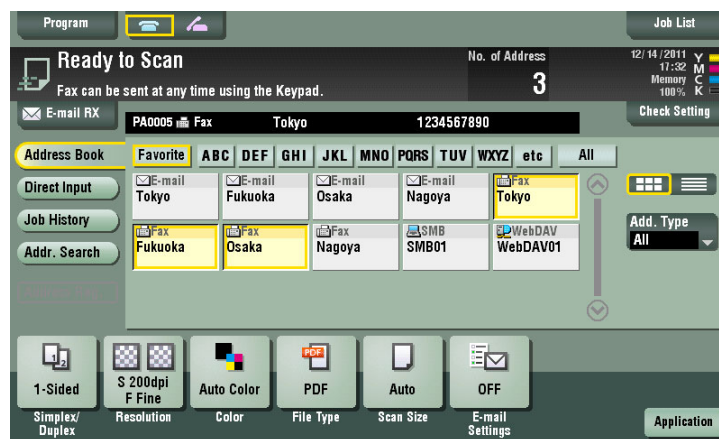 Program
Job List
Ready to Scan
No. of Address
3
Fax can be sent at any time using the Keypad.
12/14/2011
17:32
Memory
100%
Y
M
C
K
E-mail RX
Check Setting
PA0005 Fax Tokyo 1234567890
Address Book
Favorite ABC DEF GHI JKL MNO PQRS TUV WXYZ etc All
Direct Input
Job History
Addr. Search
E-mail
Tokyo
E-mail
Fukuoka
E-mail
Osaka
E-mail
Nagoya
Fax
Tokyo
Fax
Fukuoka
Fax
Osaka
Fax
Nagoya
SMB
SMB01
WebDAV
WebDAV01
Add. Type
All
1 2
1-Sided
Simplex/
Duplex
S 200dpi
F Fine
Resolution
Auto Color
Color
PDF
PDF
File Type
Auto
Scan Size
OFF
E-mail
Settings
Application